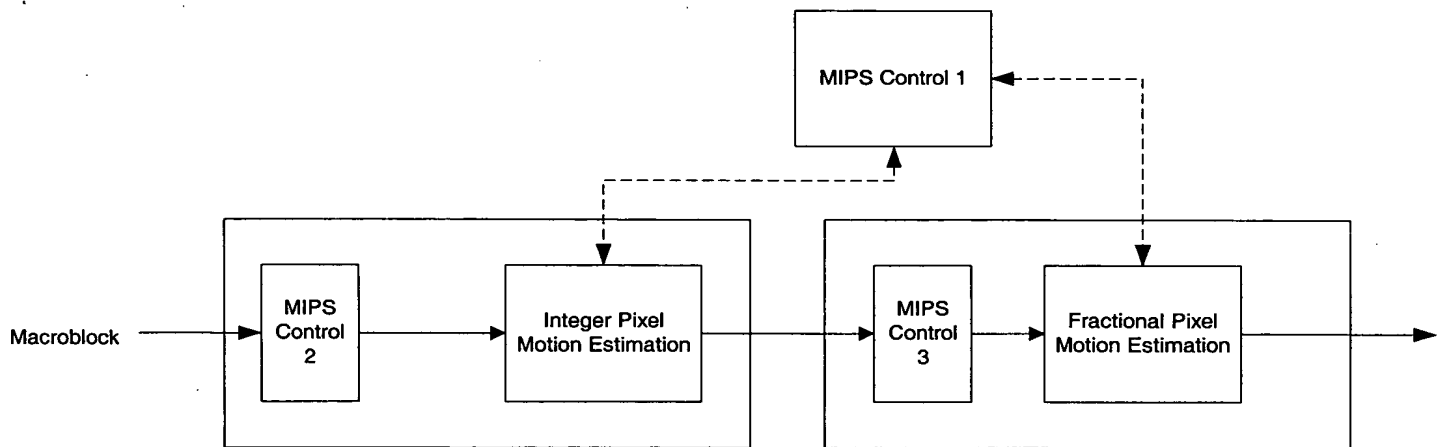 MIPS Control 1
Macroblock
MIPS
Control
2
Integer Pixel
Motion Estimation
MIPS
Control
3
Fractional Pixel
Motion Estimation